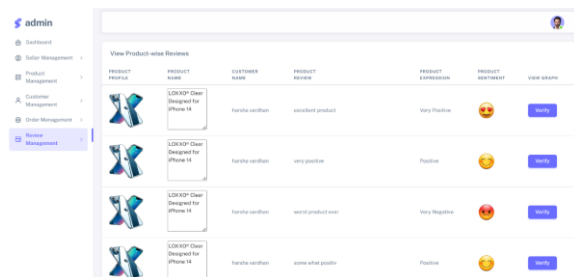 admin
Dashboard
Seller Management
Product
Management
Customer
Management
Order Management
Review
Management
View Product-wise Reviews
PRODUCT PROFILE
PRODUCT NAME
CUSTOMER NAME
PRODUCT REVIEW
PRODUCT EXPRESSION
PRODUCT SENTIMENT
VIEW GRAPH
LOXXO® Clear
Designed for
iPhone 14
harsha vardhan
excellent product
Very Positive
Verify
LOXXO® Clear
Designed for
iPhone 14
harsha vardhan
very positive
Positive
Verify
LOXXO® Clear
Designed for
iPhone 14
harsha vardhan
worst product ever
Very Negative
Verify
LOXXO® Clear
Designed for
iPhone 14
harsha vardhan
some what positiv
Positive
Verify